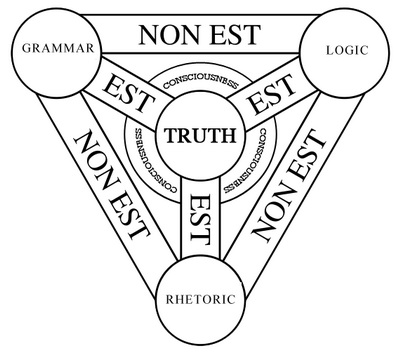 NON EST
GRAMMAR
LOGIC
EST
EST
CONSCIOUSNESS
TRUTH
CONSCIOUSNESS
CONSCIOUSNESS
NON EST
EST
NON EST
RHETORIC